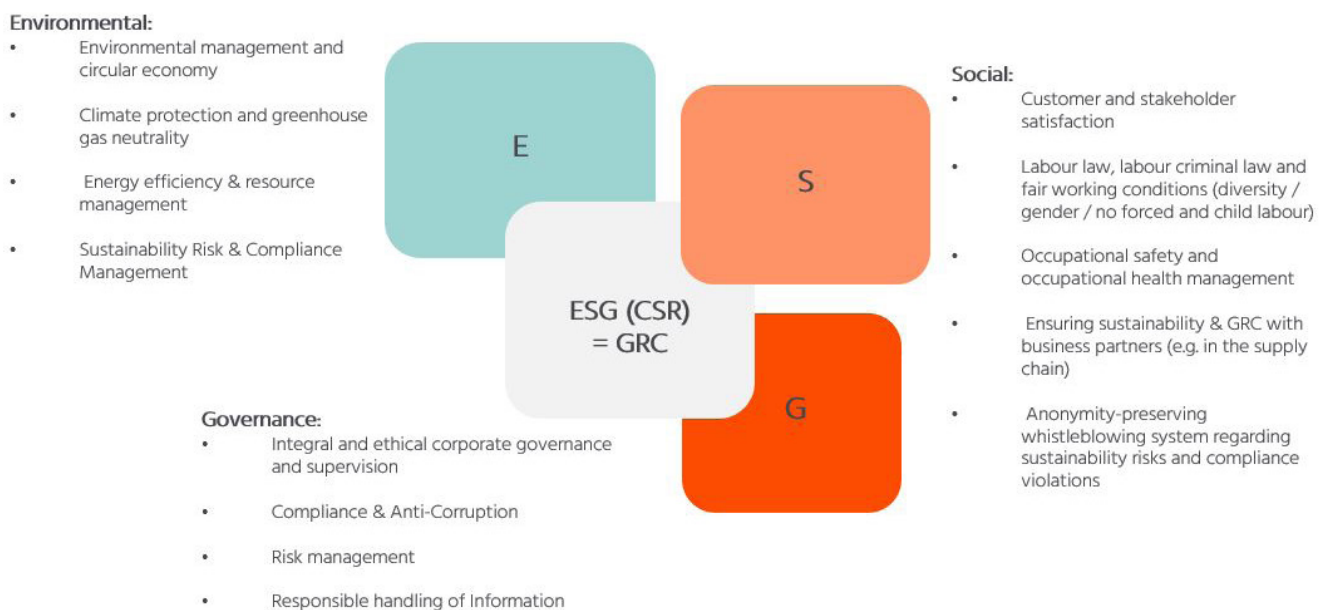 Environmental:
• Environmental management and
circular economy
• Climate protection and greenhouse
gas neutrality
• Energy efficiency & resource
management
• Sustainability Risk & Compliance
Management
E
S
ESG (CSR)
= GRC
G
Social:
• Customer and stakeholder
satisfaction
• Labour law, labour criminal law and
fair working conditions (diversity /
gender / no forced and child labour)
• Occupational safety and
occupational health management
• Ensuring sustainability & GRC with
business partners (e.g. in the supply
chain)
• Anonymity-preserving
whistleblowing system regarding
sustainability risks and compliance
violations
Governance:
• Integral and ethical corporate governance
and supervision
• Compliance & Anti-Corruption
• Risk management
• Responsible handling of Information